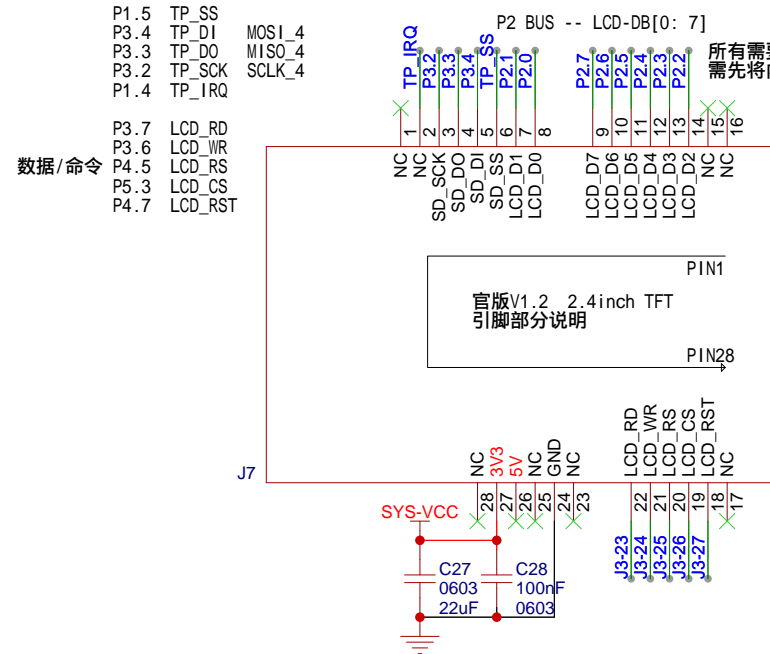 P1.5 TP_SS
P3.4 TP_DI MOSI_4
P3.3 TP_DO MISO_4
P3.2 TP_SCK SCLK_4
P1.4 TP_IRQ
P3.7 LCD_RD
P3.6 LCD_WR
数据/命令 P4.5 LCD_RS
P5.3 LCD_CS
P4.7 LCD_RST
P2 BUS -- LCD-DB[0: 7]
所有需
需先将
TP_IRQ P3.2 P3.3 P3.4 TP_SS P2.1 P2.0 P2.7 P2.6 P2.5 P2.4 P2.3 P2.2
1 2 3 4 5 6 7 8 9 10 11 12 13 14 15 16
NC NC SD_SCK SD_DO SD_DI SD_SS LCD_D1 LCD_D0 LCD_D7 LCD_D6 LCD_D5 LCD_D4 LCD_D3 LCD_D2 NC NC
PIN1
官版V1.2 2.4inch TFT
引脚部分说明
PIN28
J7
NC 3V3 5V NC GND NC LCD_RD LCD_WR LCD_RS LCD_CS LCD_RST NC
28 27 26 25 24 23 22 21 20 19 18 17
SYS-VCC
J3-23 J3-24 J3-25 J3-26 J3-27
C27 C28
0603 100nF
22uF 0603